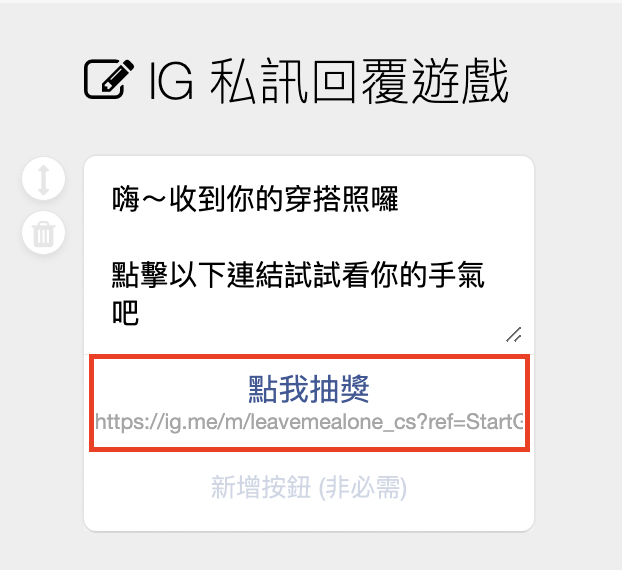 IG 私訊回覆遊戲
嗨～收到你的穿搭照囉
點擊以下連結試試看你的手氣
吧
點我抽獎
https://ig.me/m/leavemealone_cs?ref=StartG
新增按鈕 (非必需)